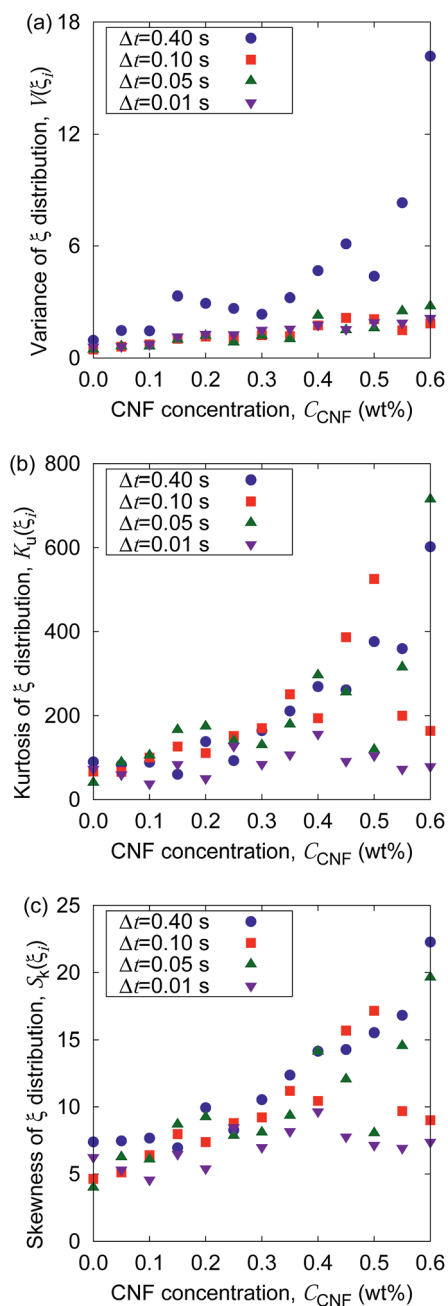 (a)
18
12
6
0
Variance of ξ distribution, V(ξi)
Δt=0.40 s
Δt=0.10 s
Δt=0.05 s
Δt=0.01 s
0.0 0.1 0.2 0.3 0.4 0.5 0.6
CNF concentration, CCNF (wt%)
(b)
800
600
400
200
0
Kurtosis of ξ distribution, Ku(ξi)
Δt=0.40 s
Δt=0.10 s
Δt=0.05 s
Δt=0.01 s
0.0 0.1 0.2 0.3 0.4 0.5 0.6
CNF concentration, CCNF (wt%)
(c)
25
20
15
10
5
0
Skewness of ξ distribution, Sk(ξi)
Δt=0.40 s
Δt=0.10 s
Δt=0.05 s
Δt=0.01 s
0.0 0.1 0.2 0.3 0.4 0.5 0.6
CNF concentration, CCNF (wt%)